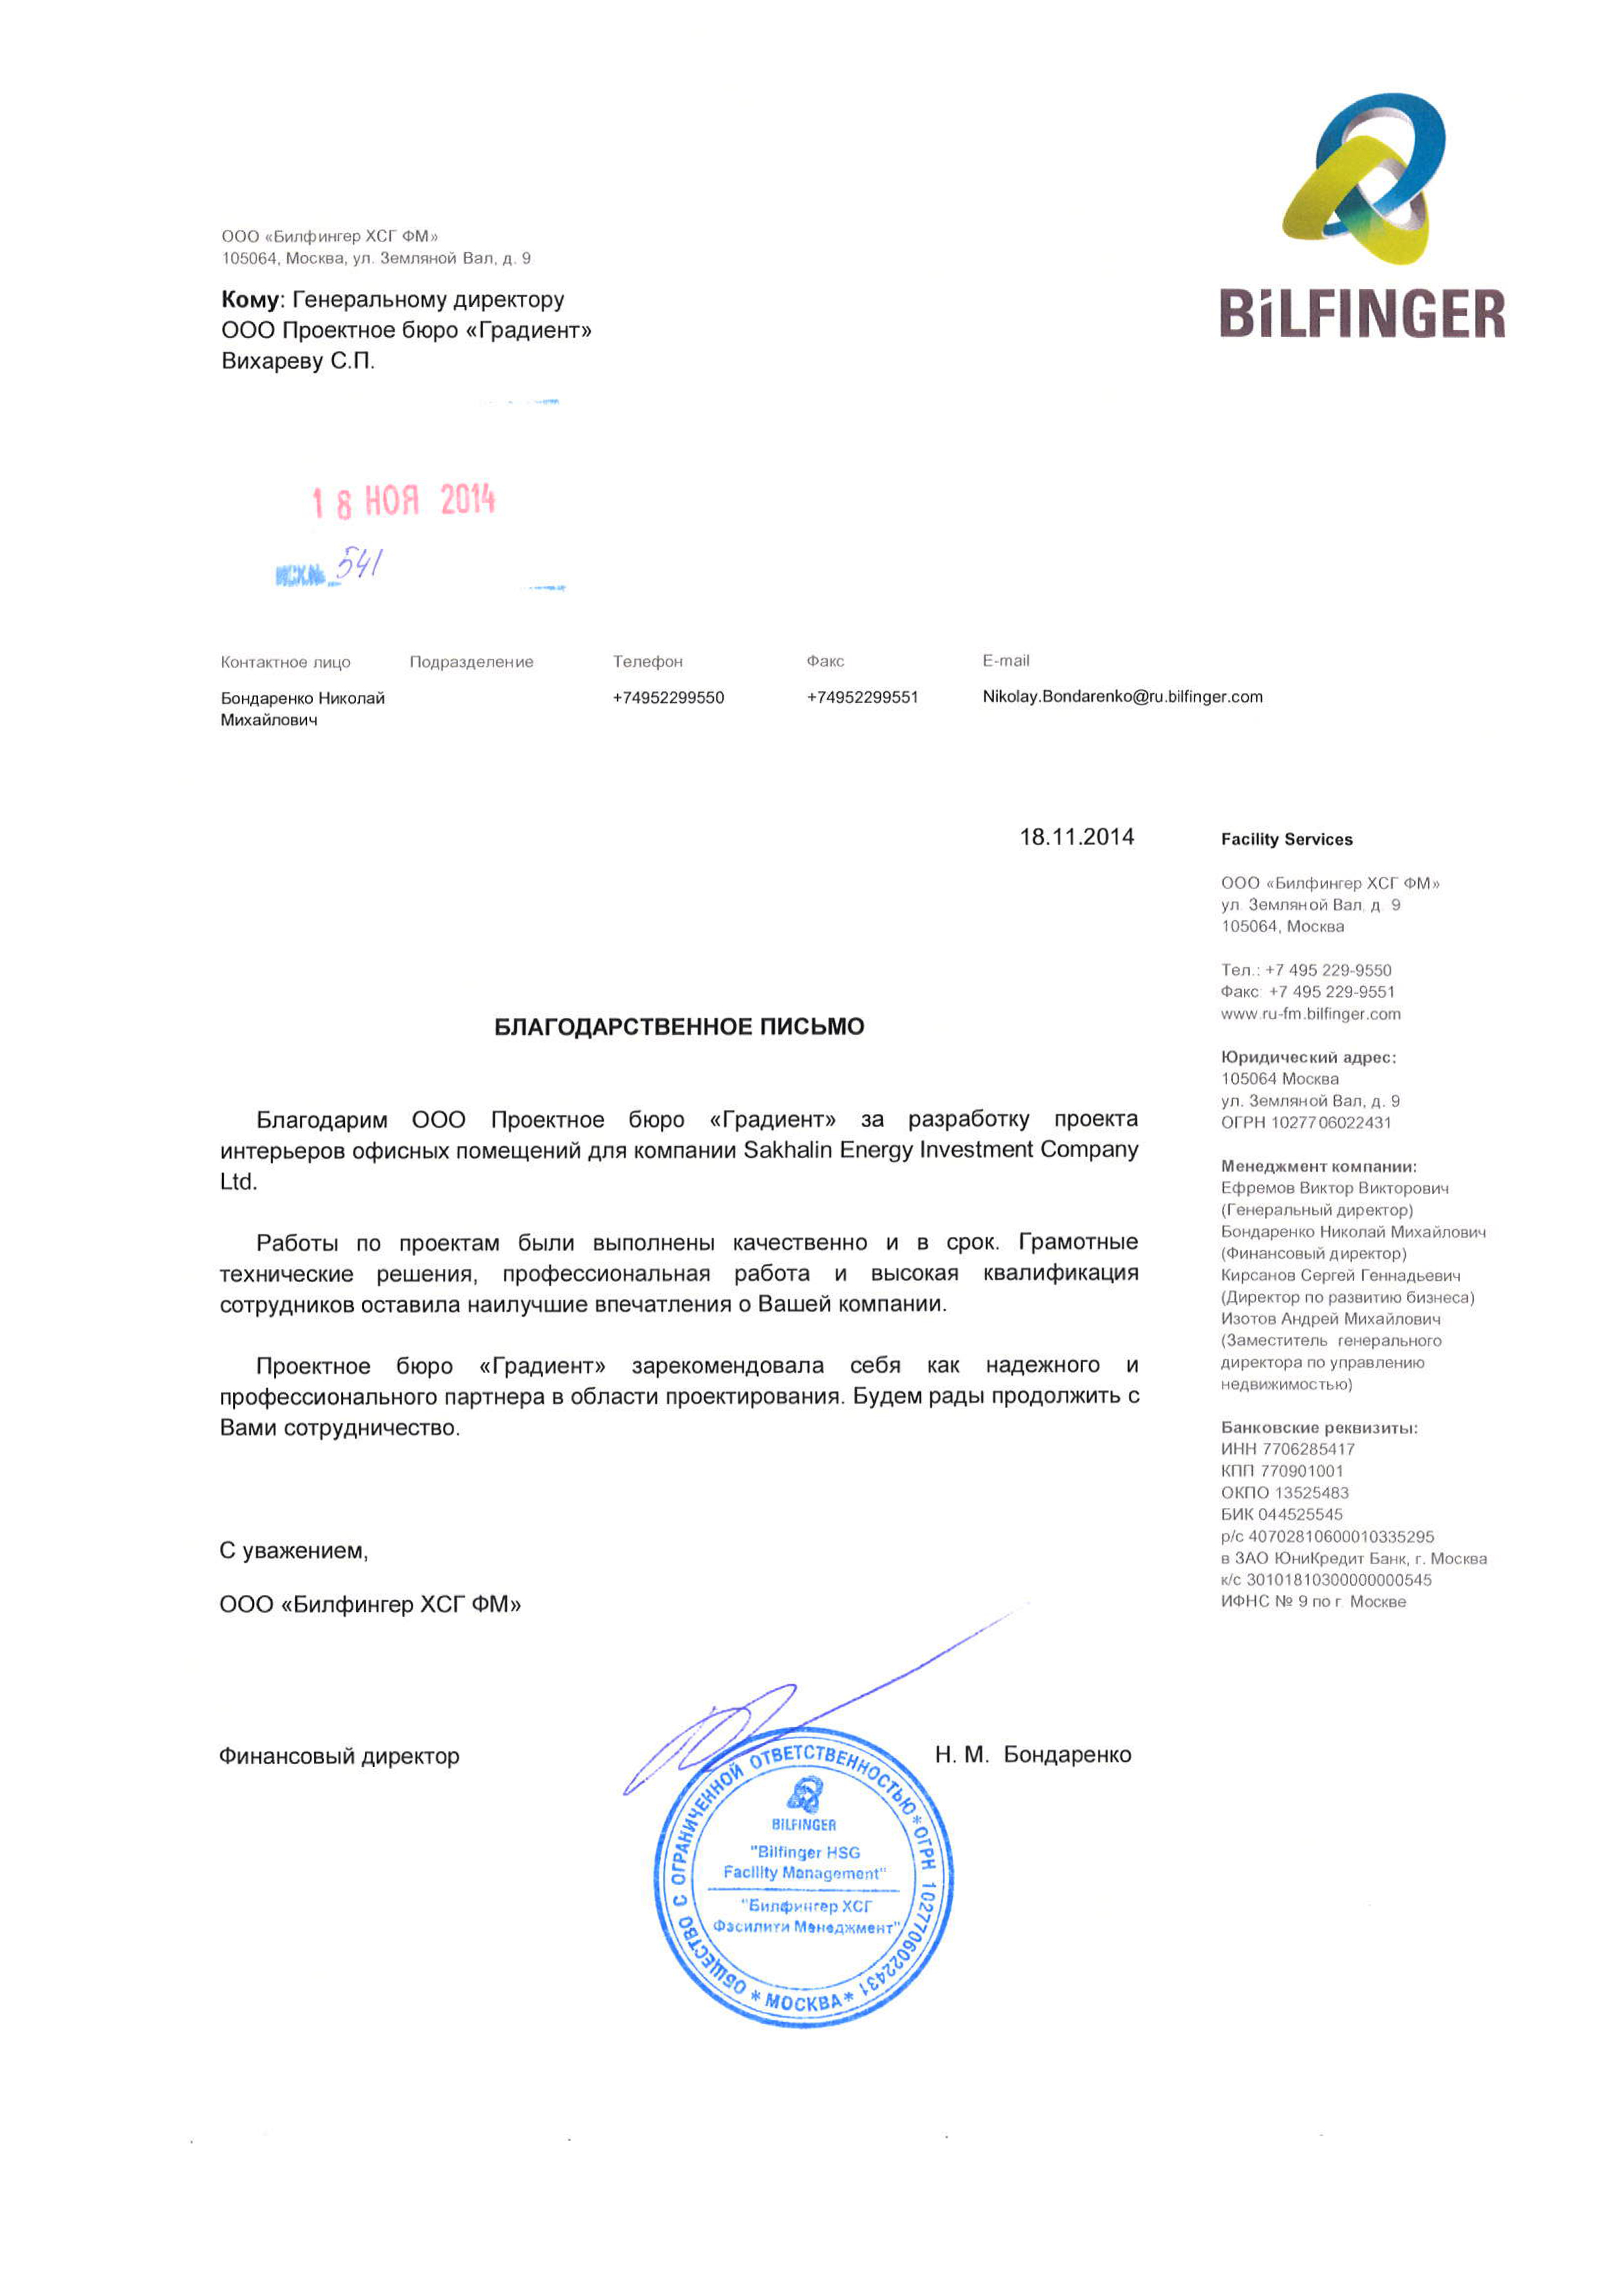 BiLFINGER
ООО «Билфингер ХСГ ФМ»
105064, Москва, ул. Земляной Вал, д. 9
Кому: Генеральному директору
ООО Проектное бюро «Градиент»
Вихареву С.П.
18 НОЯ 2014
ИСХ.№ 541
Контактное лицо Подразделение Телефон Факс E-mail
Бондаренко Николай +74952299550 +74952299551 Nikolay.Bondarenko@ru.bilfinger.com
Михайлович
18.11.2014
БЛАГОДАРСТВЕННОЕ ПИСЬМО
Благодарим ООО Проектное бюро «Градиент» за разработку проекта
интерьеров офисных помещений для компании Sakhalin Energy Investment Company
Ltd.
Работы по проектам были выполнены качественно и в срок. Грамотные
технические решения, профессиональная работа и высокая квалификация
сотрудников оставила наилучшие впечатления о Вашей компании.
Проектное бюро «Градиент» зарекомендовала себя как надежного и
профессионального партнера в области проектирования. Будем рады продолжить с
Вами сотрудничество.
С уважением,
ООО «Билфингер ХСГ ФМ»
Финансовый директор Н. М. Бондаренко
ОБЩЕСТВО С ОГРАНИЧЕННОЙ ОТВЕТСТВЕННОСТЬЮ * ОГРН 1027706022431 * МОСКВА *
BILFINGER
"Bilfinger HSG
Facility Management"
"Билфингер ХСГ
Фасилити Менеджмент"
Facility Services
ООО «Билфингер ХСГ ФМ»
ул. Земляной Вал, д. 9
105064, Москва
Тел.: +7 495 229-9550
Факс: +7 495 229-9551
www.ru-fm.bilfinger.com
Юридический адрес:
105064 Москва
ул. Земляной Вал, д. 9
ОГРН 1027706022431
Менеджмент компании:
Ефремов Виктор Викторович
(Генеральный директор)
Бондаренко Николай Михайлович
(Финансовый директор)
Кирсанов Сергей Геннадьевич
(Директор по развитию бизнеса)
Изотов Андрей Михайлович
(Заместитель генерального
директора по управлению
недвижимостью)
Банковские реквизиты:
ИНН 7706285417
КПП 770901001
ОКПО 13525483
БИК 044525545
р/с 40702810600010335295
в ЗАО ЮниКредит Банк, г. Москва
к/с 30101810300000000545
ИФНС № 9 по г. Москве